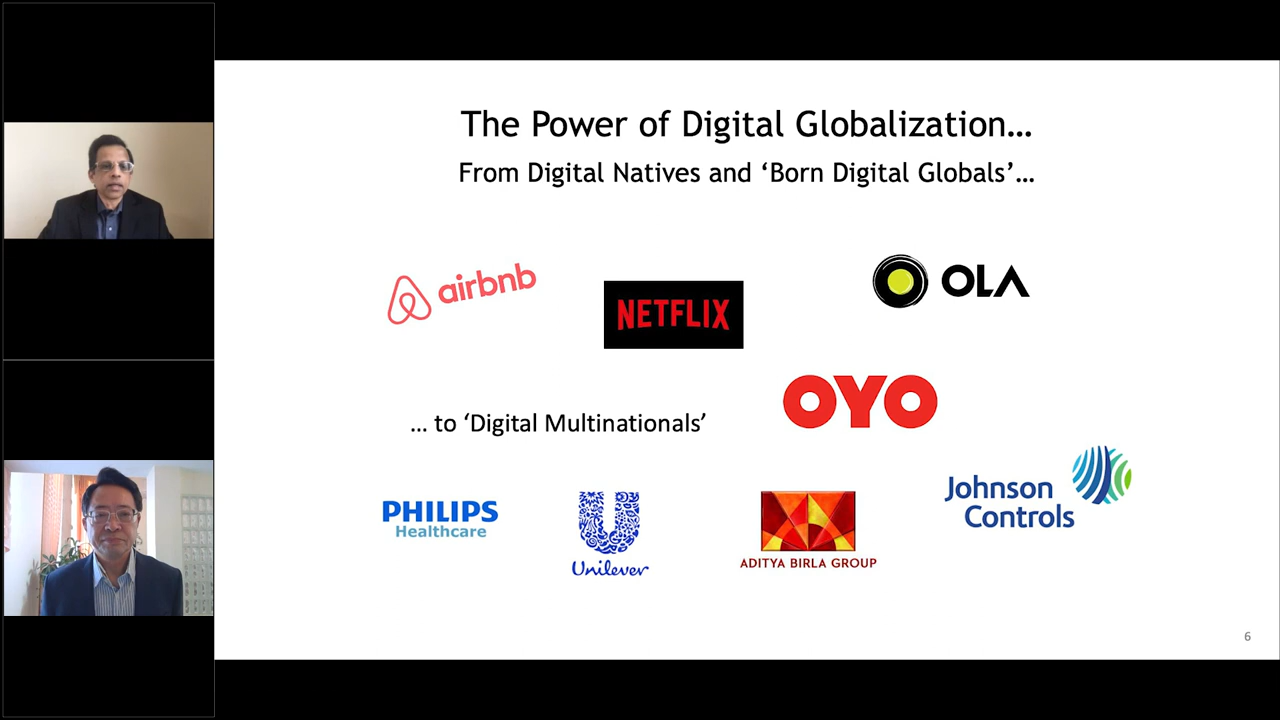 The Power of Digital Globalization…
From Digital Natives and ‘Born Digital Globals’…
airbnb
NETFLIX
OLA
OYO
… to ‘Digital Multinationals’
PHILIPS
Healthcare
Unilever
ADITYA BIRLA GROUP
Johnson
Controls
6